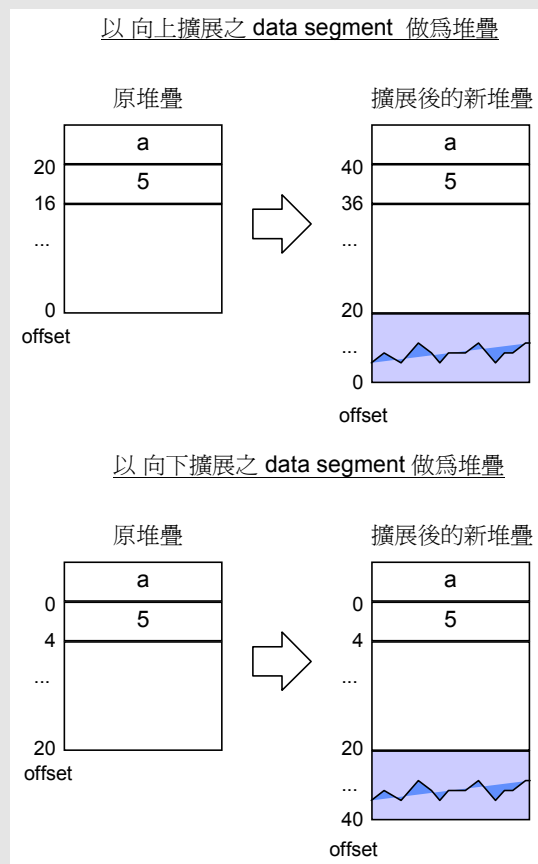 以 向上擴展之 data segment 做爲堆疊
原堆疊
擴展後的新堆疊
a
20
5
16
...
0
offset
a
40
5
36
...
20
...
0
offset
以 向下擴展之 data segment 做爲堆疊
原堆疊
擴展後的新堆疊
a
0
5
4
...
20
offset
a
0
5
4
...
20
...
40
offset